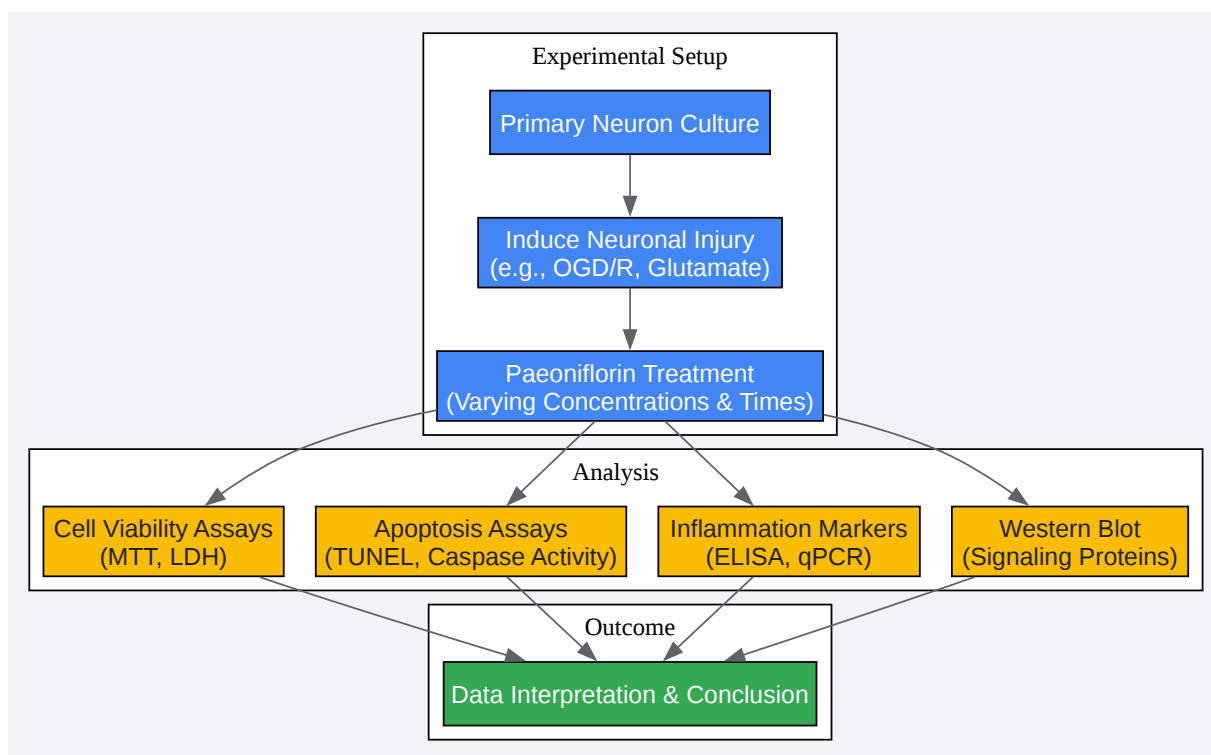 Experimental Setup
Primary Neuron Culture
Induce Neuronal Injury
(e.g., OGD/R, Glutamate)
Paeoniflorin Treatment
(Varying Concentrations & Times)
Analysis
Cell Viability Assays
(MTT, LDH)
Apoptosis Assays
(TUNEL, Caspase Activity)
Inflammation Markers
(ELISA, qPCR)
Western Blot
(Signaling Proteins)
Outcome
Data Interpretation & Conclusion